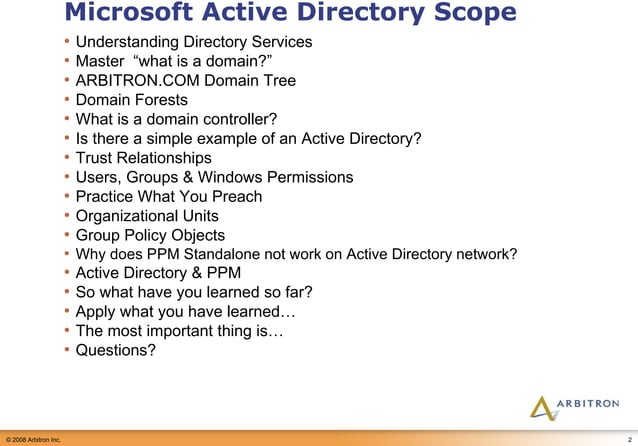 Microsoft Active Directory Scope
• Understanding Directory Services
• Master “what is a domain?”
• ARBITRON.COM Domain Tree
• Domain Forests
• What is a domain controller?
• Is there a simple example of an Active Directory?
• Trust Relationships
• Users, Groups & Windows Permissions
• Practice What You Preach
• Organizational Units
• Group Policy Objects
• Why does PPM Standalone not work on Active Directory network?
• Active Directory & PPM
• So what have you learned so far?
• Apply what you have learned…
• The most important thing is…
• Questions?
ARBITRON
© 2008 Arbitron Inc.
2